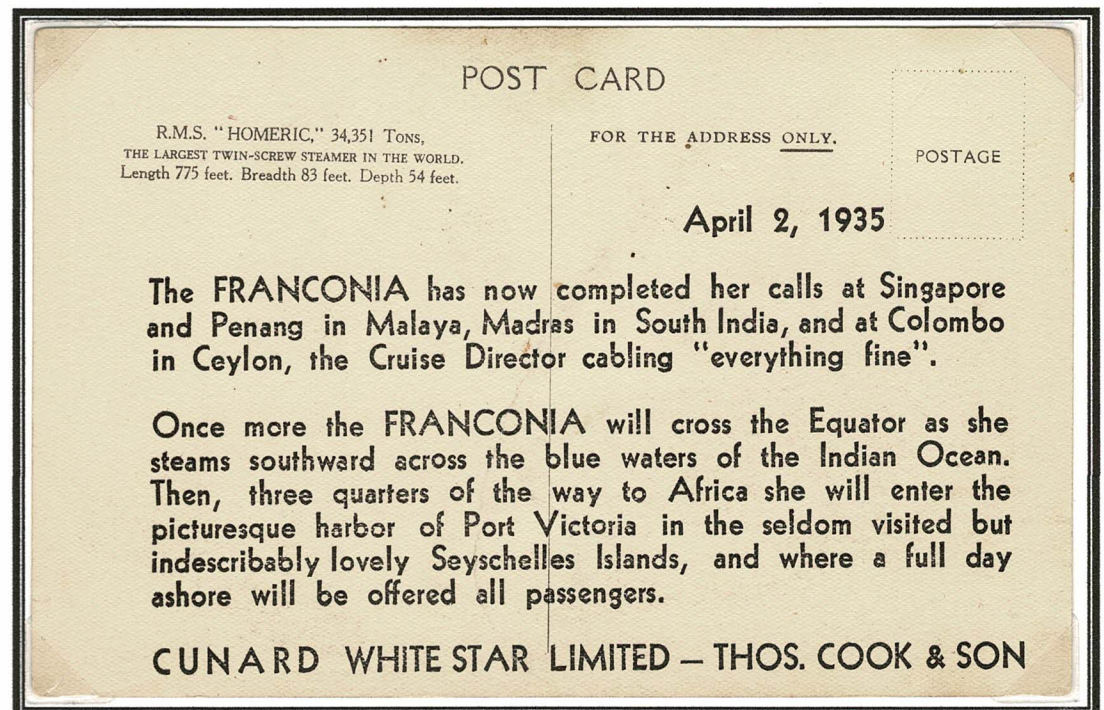 POST CARD
R.M.S. "HOMERIC," 34,351 TONS,
THE LARGEST TWIN-SCREW STEAMER IN THE WORLD.
Length 775 feet. Breadth 83 feet. Depth 54 feet.
FOR THE ADDRESS ONLY.
POSTAGE
April 2, 1935
The FRANCONIA has now completed her calls at Singapore
and Penang in Malaya, Madras in South India, and at Colombo
in Ceylon, the Cruise Director cabling "everything fine".
Once more the FRANCONIA will cross the Equator as she
steams southward across the blue waters of the Indian Ocean.
Then, three quarters of the way to Africa she will enter the
picturesque harbor of Port Victoria in the seldom visited but
indescribably lovely Seyschelles Islands, and where a full day
ashore will be offered all passengers.
CUNARD WHITE STAR LIMITED – THOS. COOK & SON